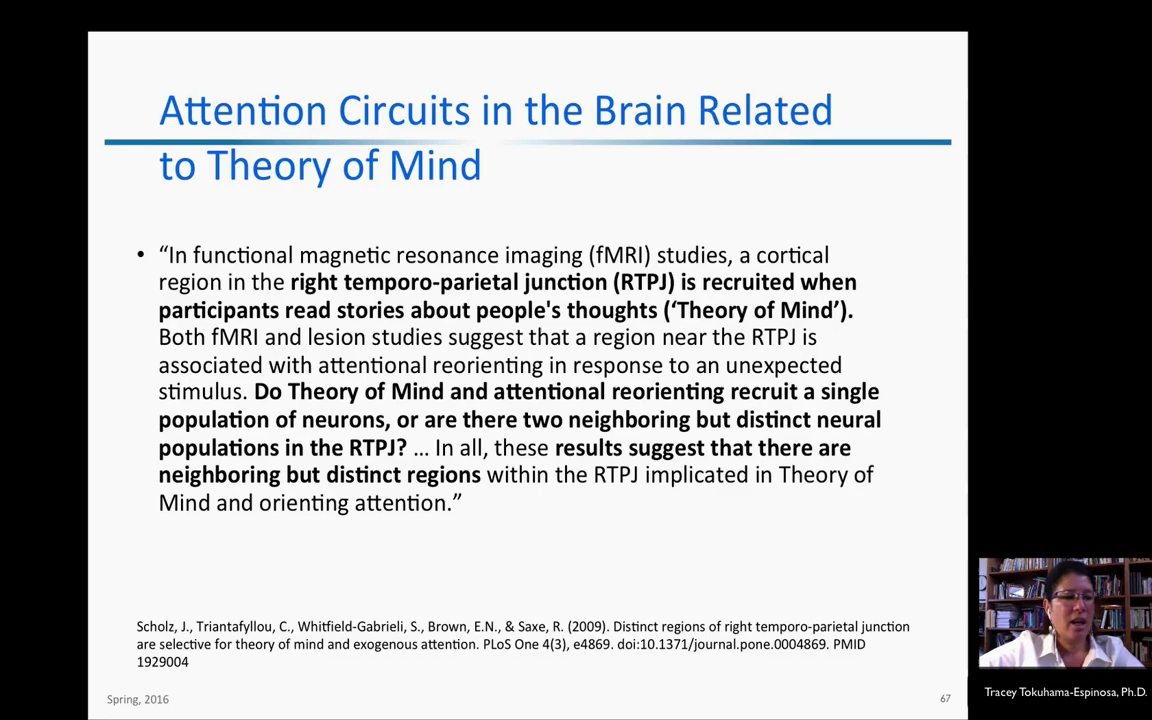 Attention Circuits in the Brain Related
to Theory of Mind
• “In functional magnetic resonance imaging (fMRI) studies, a cortical
region in the right temporo-parietal junction (RTPJ) is recruited when
participants read stories about people's thoughts (‘Theory of Mind’).
Both fMRI and lesion studies suggest that a region near the RTPJ is
associated with attentional reorienting in response to an unexpected
stimulus. Do Theory of Mind and attentional reorienting recruit a single
population of neurons, or are there two neighboring but distinct neural
populations in the RTPJ? … In all, these results suggest that there are
neighboring but distinct regions within the RTPJ implicated in Theory of
Mind and orienting attention.”
Scholz, J., Triantafyllou, C., Whitfield-Gabrieli, S., Brown, E.N., & Saxe, R. (2009). Distinct regions of right temporo-parietal junction
are selective for theory of mind and exogenous attention. PLoS One 4(3), e4869. doi:10.1371/journal.pone.0004869. PMID
1929004
Spring, 2016
67
Tracey Tokuhama-Espinosa, Ph.D.